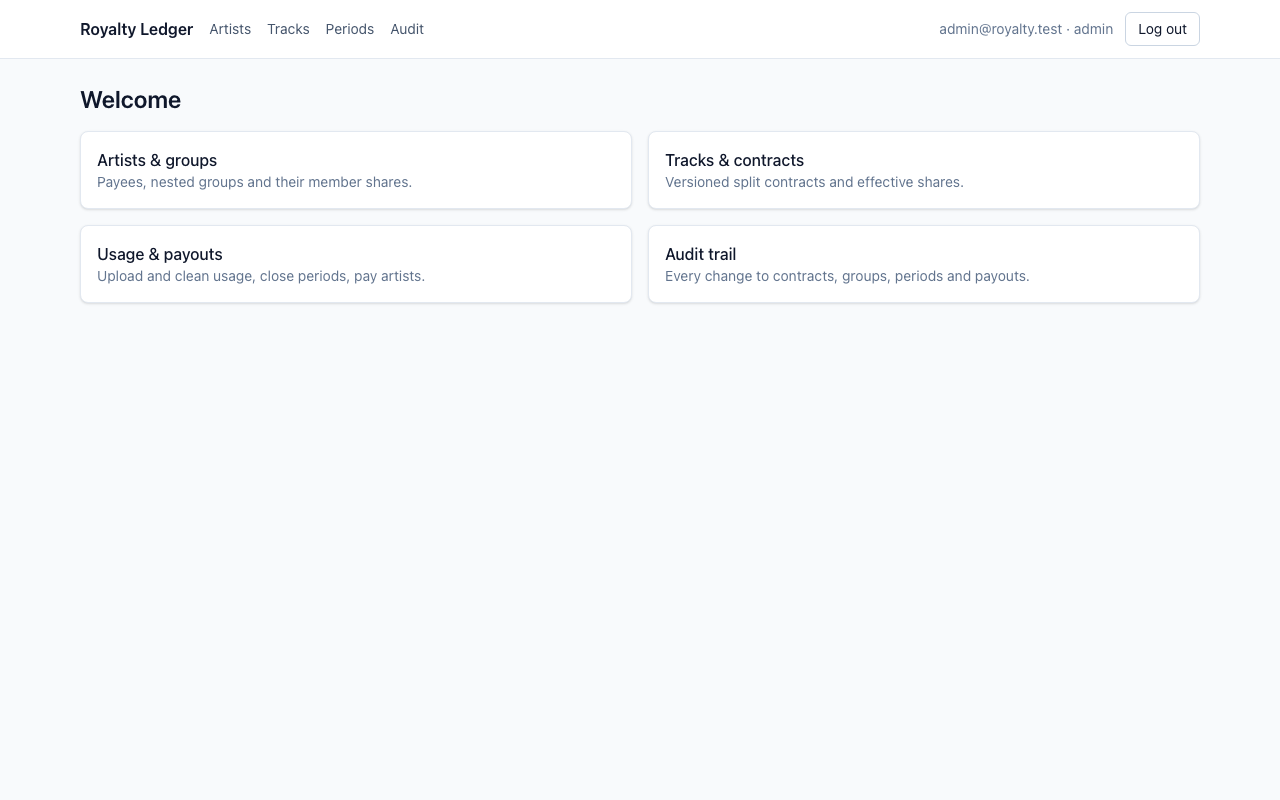 Royalty Ledger Artists Tracks Periods Audit admin@royalty.test · admin Log out
Welcome
Artists & groups
Payees, nested groups and their member shares.
Tracks & contracts
Versioned split contracts and effective shares.
Usage & payouts
Upload and clean usage, close periods, pay artists.
Audit trail
Every change to contracts, groups, periods and payouts.